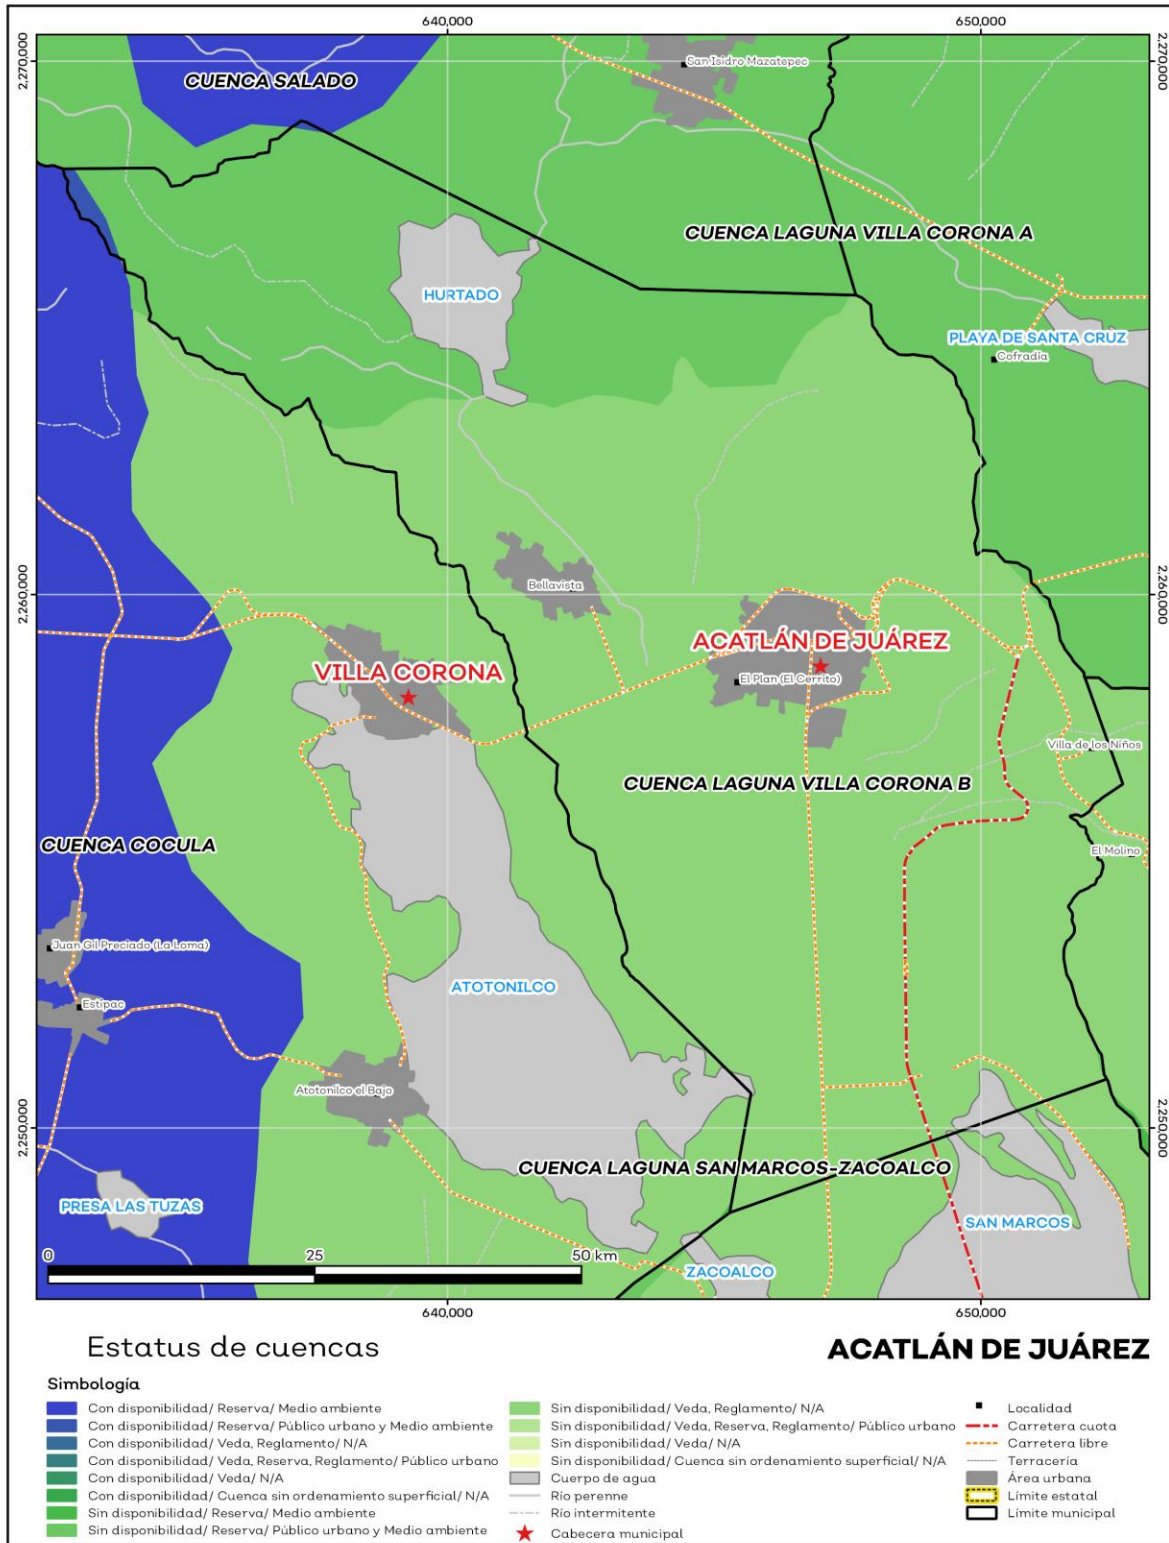 640,000
650,000
2,270,000
2,270,000
San Isidro Mazatepec
CUENCA SALADO
CUENCA LAGUNA VILLA CORONA A
HURTADO
PLAYA DE SANTA CRUZ
Cofradía
2,260,000
2,260,000
Bellavista
ACATLÁN DE JUÁREZ
VILLA CORONA
El Plan (El Cerrito)
Villa de los Niños
CUENCA LAGUNA VILLA CORONA B
CUENCA COCULA
El Molino
Juan Gil Preciado (La Loma)
ATOTONILCO
Estipac
Atotonilco el Bajo
2,250,000
2,250,000
CUENCA LAGUNA SAN MARCOS-ZACOALCO
PRESA LAS TUZAS
SAN MARCOS
0 25 50 km
ZACOALCO
640,000
650,000
Estatus de cuencas
ACATLÁN DE JUÁREZ
Simbología
Con disponibilidad/ Reserva/ Medio ambiente
Con disponibilidad/ Reserva/ Público urbano y Medio ambiente
Con disponibilidad/ Veda, Reglamento/ N/A
Con disponibilidad/ Veda, Reserva, Reglamento/ Público urbano
Con disponibilidad/ Veda/ N/A
Con disponibilidad/ Cuenca sin ordenamiento superficial/ N/A
Sin disponibilidad/ Reserva/ Medio ambiente
Sin disponibilidad/ Reserva/ Público urbano y Medio ambiente
Sin disponibilidad/ Veda, Reglamento/ N/A
Sin disponibilidad/ Veda, Reserva, Reglamento/ Público urbano
Sin disponibilidad/ Veda/ N/A
Sin disponibilidad/ Cuenca sin ordenamiento superficial/ N/A
Cuerpo de agua
Río perenne
Río intermitente
Cabecera municipal
Localidad
Carretera cuota
Carretera libre
Terracería
Área urbana
Límite estatal
Límite municipal